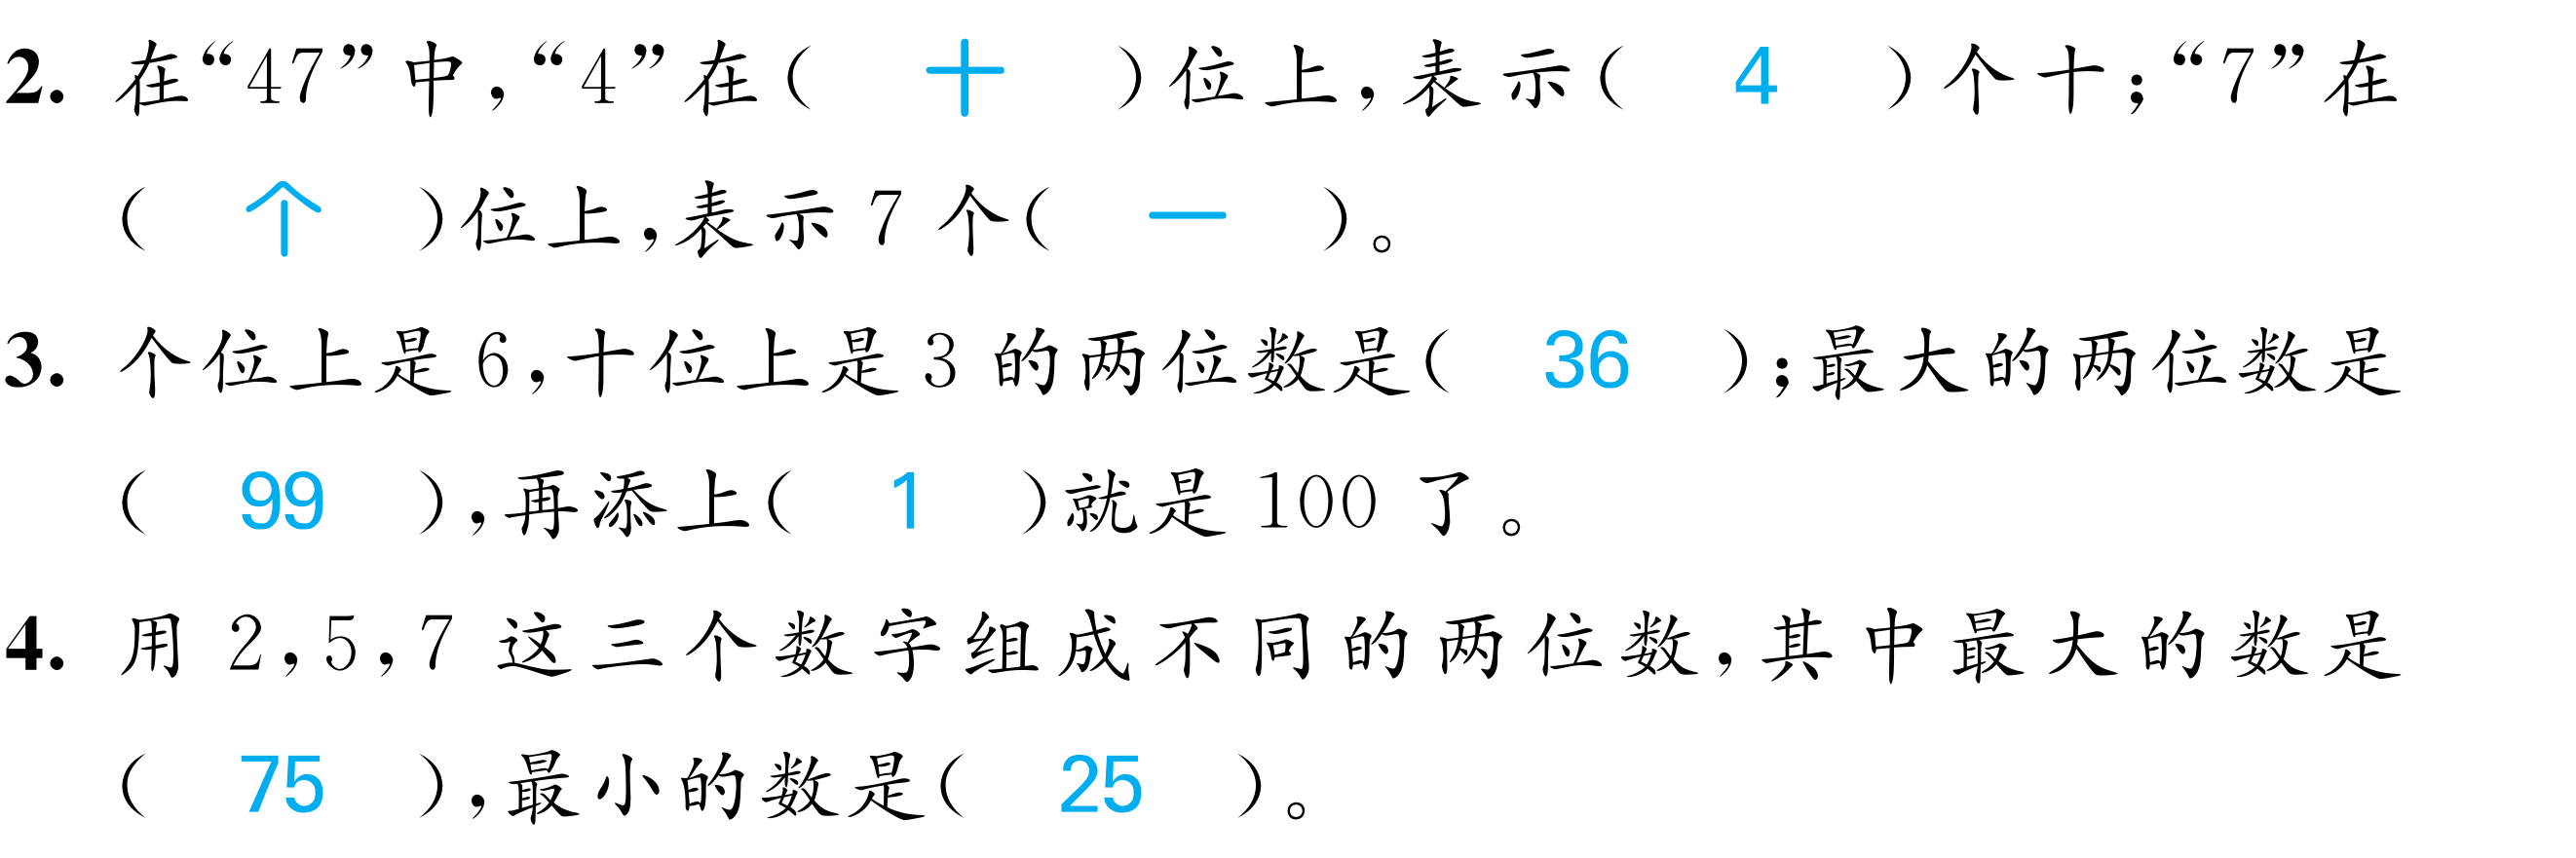 2. 在“47”中,“4”在( 十 )位上,表示( 4 )个十;“7”在
( 个 )位上,表示 7 个( 一 )。
3. 个位上是 6,十位上是 3 的两位数是( 36 );最大的两位数是
( 99 ),再添上( 1 )就是 100 了。
4. 用 2,5,7 这三个数字组成不同的两位数,其中最大的数是
( 75 ),最小的数是( 25 )。